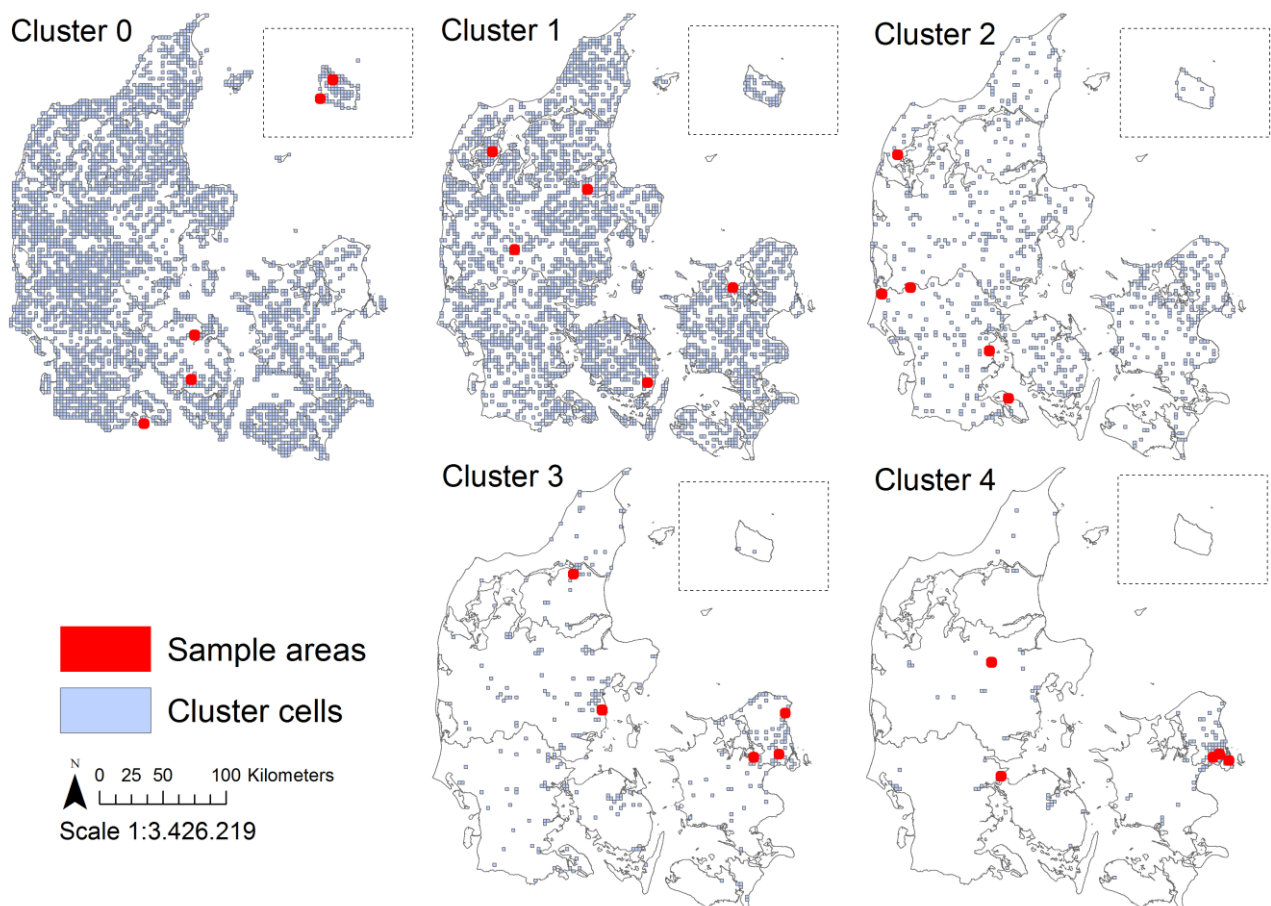 Cluster 0
Cluster 1
Cluster 2
Cluster 3
Cluster 4
Sample areas
Cluster cells
N
0 25 50 100 Kilometers
Scale 1:3.426.219